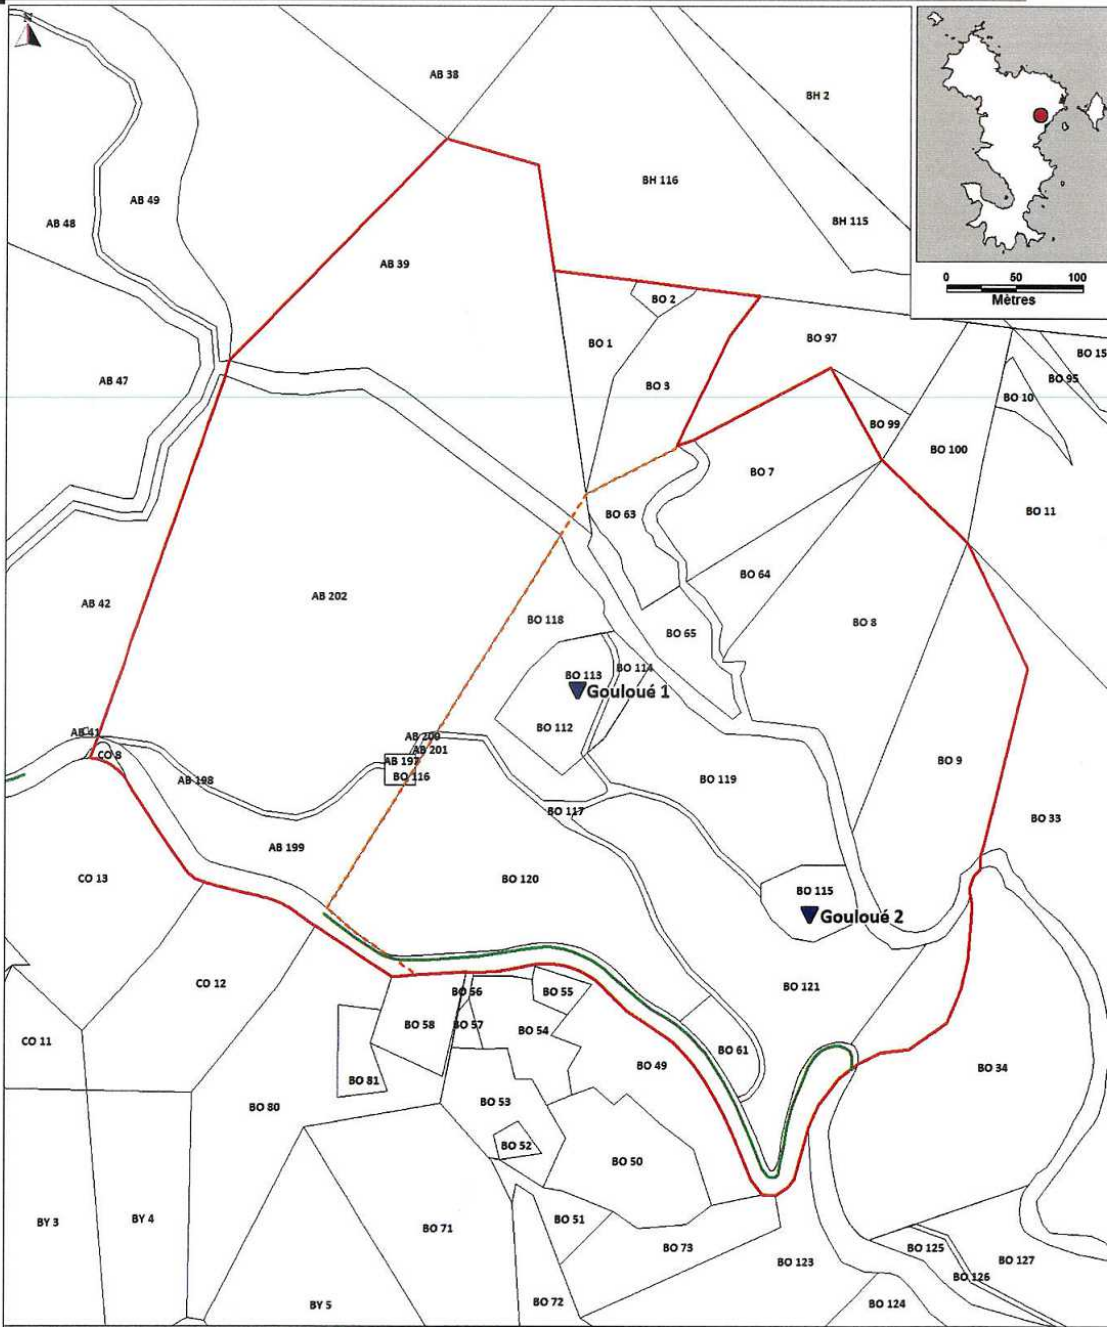 N
AB 38
BH 2
AB 49
BH 116
AB 48
BH 115
AB 39
0 50 100
Mètres
BO 2
BO 1
BO 97
BO 15
AB 47
BO 3
BO 95
BO 10
BO 99
BO 100
BO 7
BO 63
BO 11
AB 202
BO 64
AB 42
BO 118
BO 8
BO 65
BO 114
BO 113
Gouloué 1
BO 112
AB 41
AB 200
CO 8
AB 201
AB 197
BO 116
AB 198
BO 119
BO 9
BO 117
BO 33
AB 199
CO 13
BO 120
BO 115
Gouloué 2
CO 12
BO 56
BO 55
BO 121
BO 58
BO 57
BO 54
CO 11
BO 61
BO 49
BO 34
BO 81
BO 80
BO 53
BO 52
BO 50
BY 3
BY 4
BO 71
BO 51
BO 73
BO 123
BO 125
BO 127
BO 126
BY 5
BO 72
BO 124